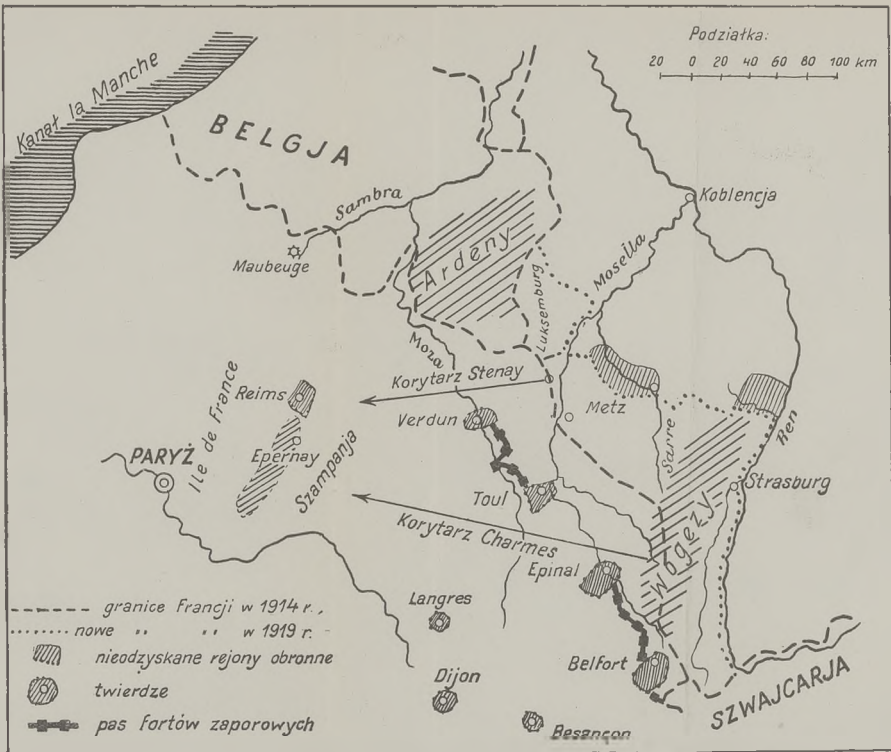 Podziałka:
20 0 20 40 60 80 100 km
Kanał la Manche
BELGJA
Sambra
Koblencja
Maubeuge
Ardeny
Mosella
Luksemburg
Moza
Korytarz Stenay
Reims
Verdun
Metz
Ile de France
Sarre
Ren
PARYŻ
Epernay
Szampanja
Strasburg
Toul
Korytarz Charmes
Wogezy
Epinal
Langres
Belfort
Dijon
SZWAJCARJA
Besançon
granice Francji w 1914 r.,
nowe „ „ w 1919 r. -
nieodzyskane rejony obronne
twierdze
pas fortów zaporowych